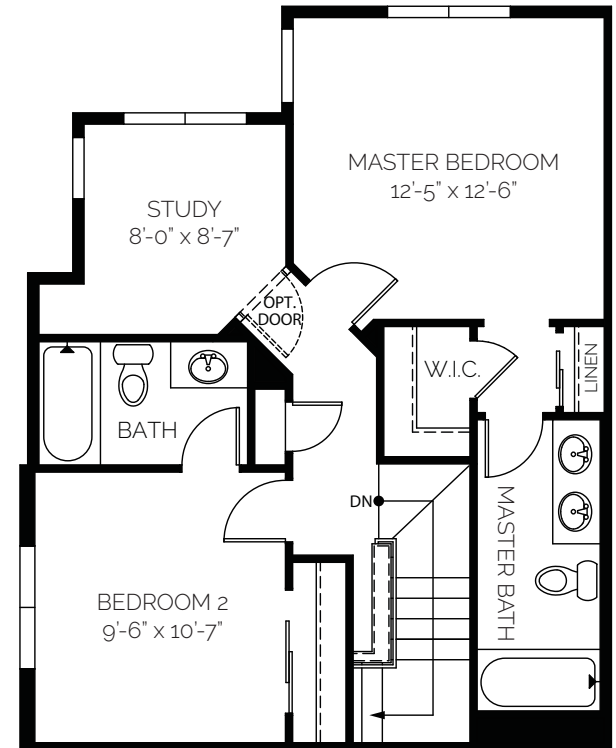 MASTER BEDROOM
12'-5" x 12'-6"
STUDY
8'-0" x 8'-7"
OPT.
DOOR
W.I.C.
LINEN
BATH
DN
MASTER BATH
BEDROOM 2
9'-6" x 10'-7"